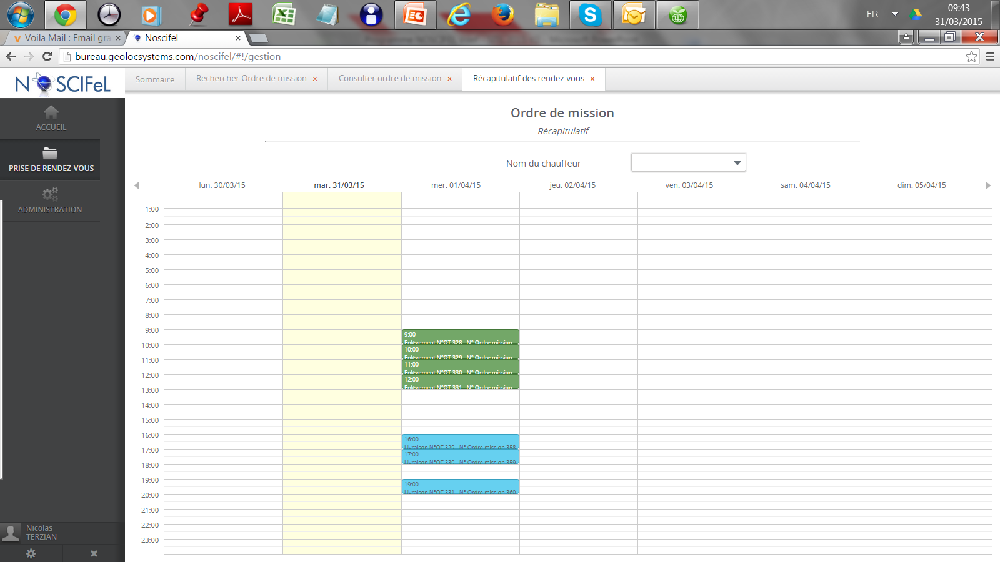 FR
09:43
31/03/2015
Voila Mail : Email gra
Noscifel
bureau.geolocsystems.com/noscifel/#!/gestion
NOSCIFeL
Sommaire
Rechercher Ordre de mission
Consulter ordre de mission
Récapitulatif des rendez-vous
ACCUEIL
PRISE DE RENDEZ-VOUS
ADMINISTRATION
Nicolas
TERZIAN
Ordre de mission
Récapitulatif
Nom du chauffeur
lun. 30/03/15 mar. 31/03/15 mer. 01/04/15 jeu. 02/04/15 ven. 03/04/15 sam. 04/04/15 dim. 05/04/15
1:00
2:00
3:00
4:00
5:00
6:00
7:00
8:00
9:00
10:00
11:00
12:00
13:00
14:00
15:00
16:00
17:00
18:00
19:00
20:00
21:00
22:00
23:00
9:00
Enlèvement N°OT 328 - N° Ordre mission
10:00
Enlèvement N°OT 329 - N° Ordre mission
11:00
Enlèvement N°OT 330 - N° Ordre mission
12:00
Enlèvement N°OT 331 - N° Ordre mission
16:00
Livraison N°OT 329 - N° Ordre mission 358
17:00
Livraison N°OT 330 - N° Ordre mission 359
19:00
Livraison N°OT 331 - N° Ordre mission 360